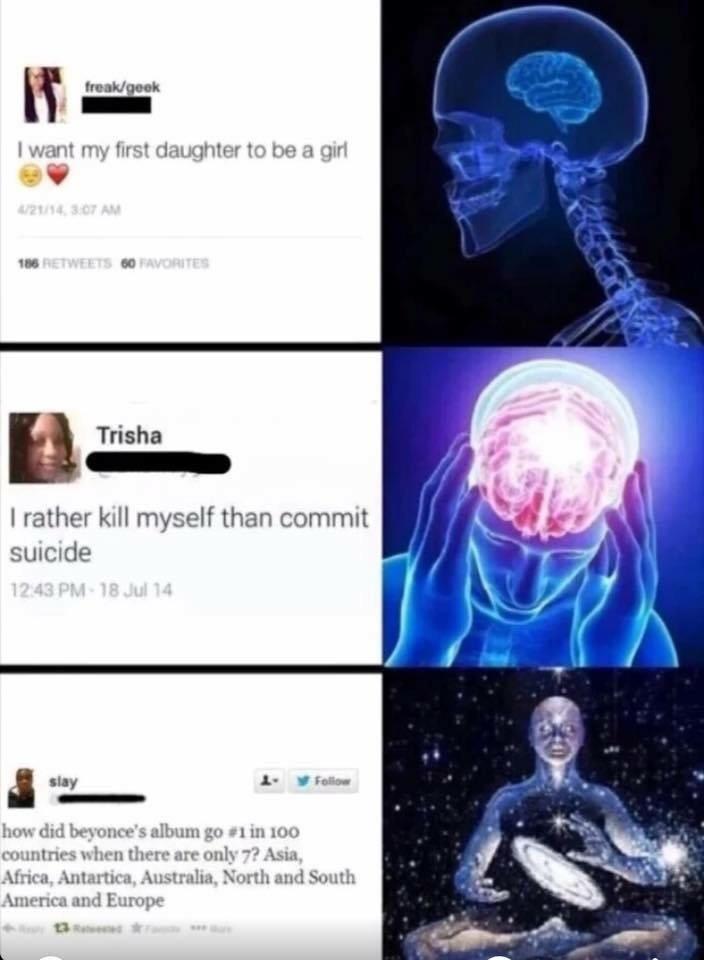 freak/geek
I want my first daughter to be a girl
😊❤️
4/21/14, 3:07 AM
186 RETWEETS 60 FAVORITES
Trisha
I rather kill myself than commit
suicide
12:43 PM - 18 Jul 14
slay
Follow
how did beyonce's album go #1 in 100
countries when there are only 7? Asia,
Africa, Antartica, Australia, North and South
America and Europe
Reply Retweeted Favorite More